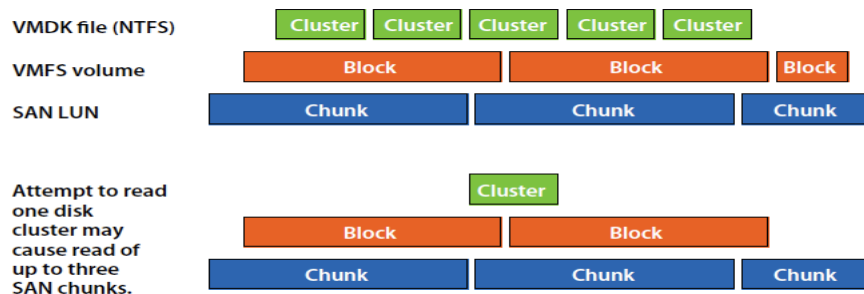 VMDK file (NTFS) Cluster Cluster Cluster Cluster Cluster
VMFS volume Block Block Block
SAN LUN Chunk Chunk Chunk
Attempt to read
one disk
cluster may
cause read of
up to three
SAN chunks.
Cluster
Block Block
Chunk Chunk Chunk